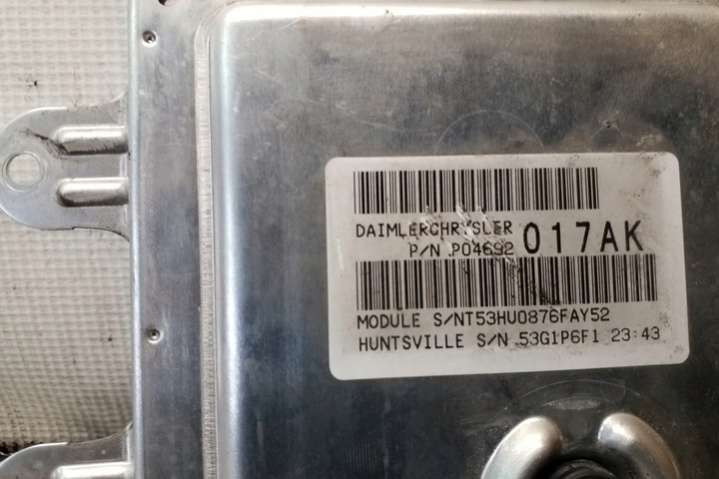 DAIMLERCHRYSLER
P/N P04692 017AK
MODULE S/NT53HU0876FAY52
HUNTSVILLE S/N 53G1P6F1 23:43